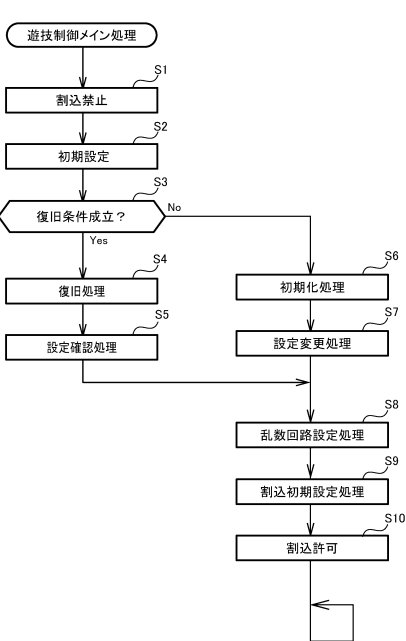 遊技制御メイン処理
S1
割込禁止
S2
初期設定
S3
復旧条件成立？
No
Yes
S4
復旧処理
S5
設定確認処理
S6
初期化処理
S7
設定変更処理
S8
乱数回路設定処理
S9
割込初期設定処理
S10
割込許可